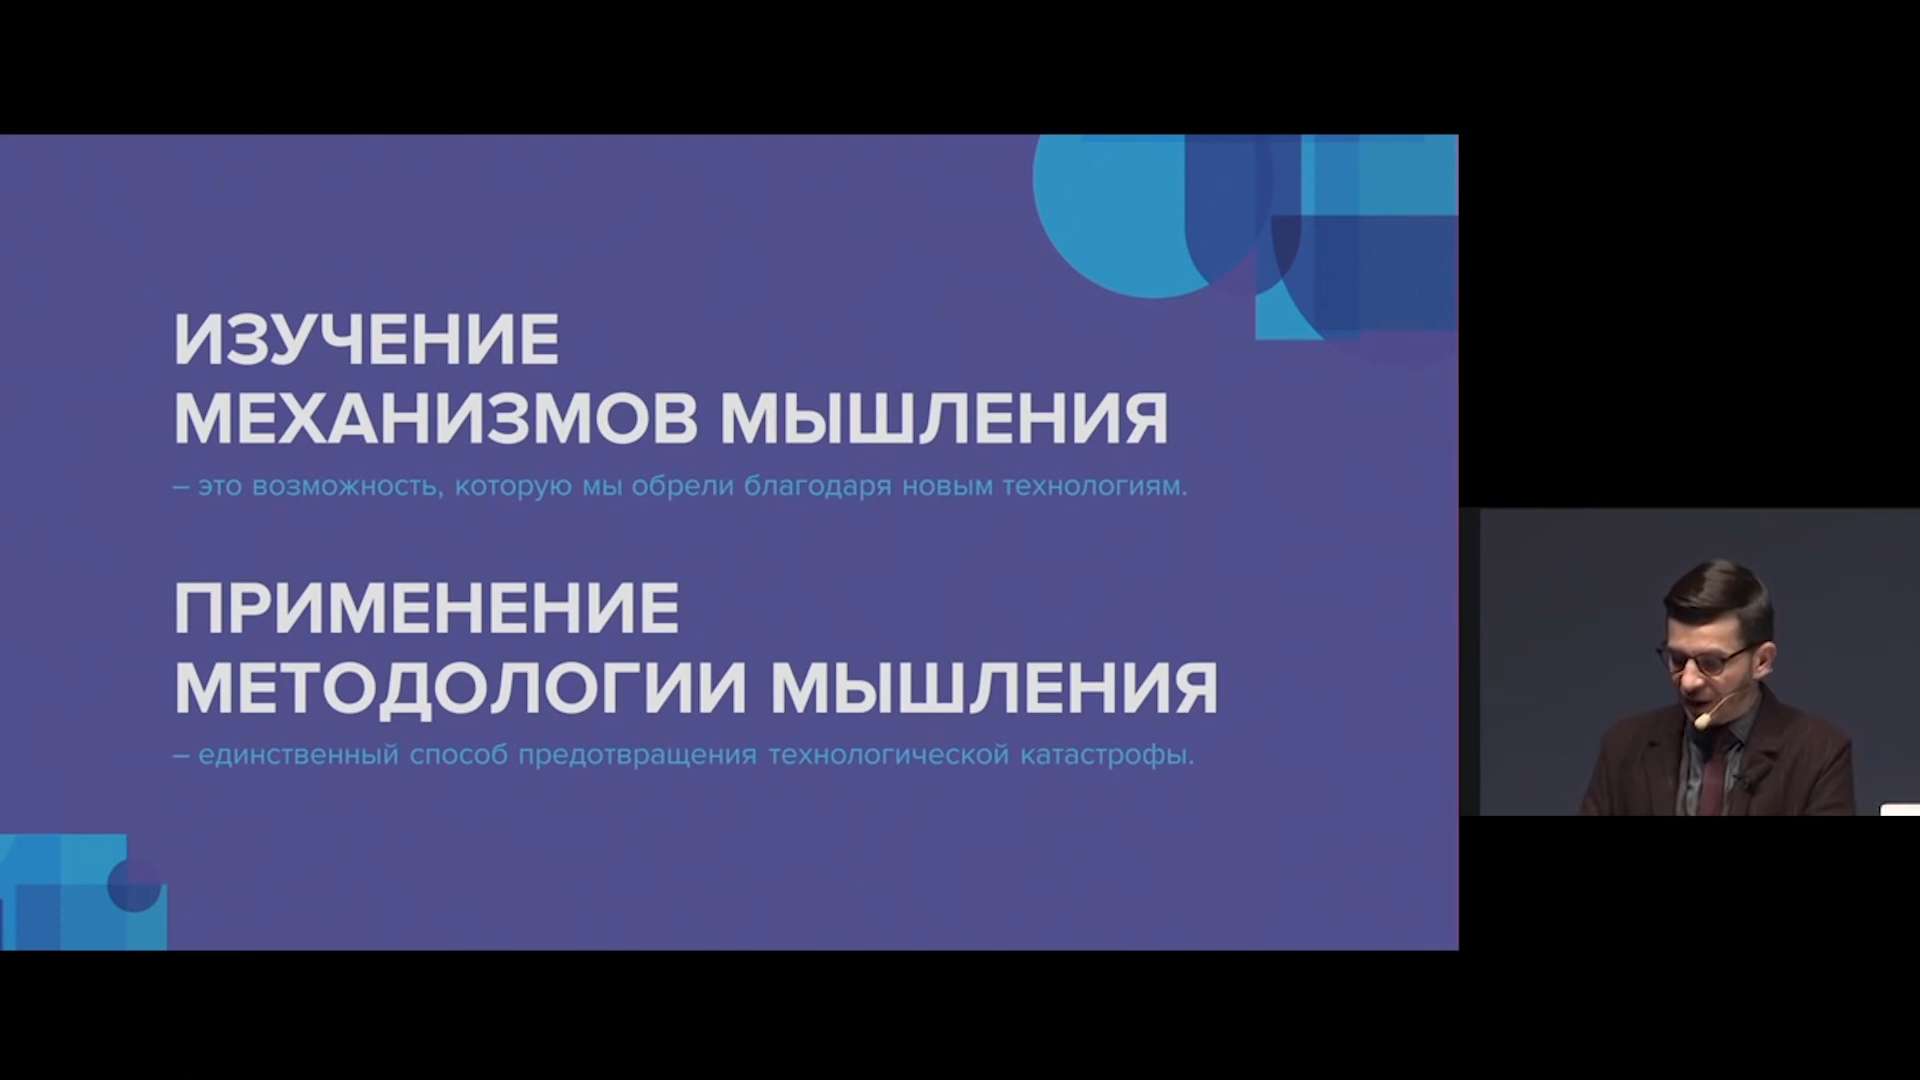 ИЗУЧЕНИЕ
МЕХАНИЗМОВ МЫШЛЕНИЯ
– это возможность, которую мы обрели благодаря новым технологиям.
ПРИМЕНЕНИЕ
МЕТОДОЛОГИИ МЫШЛЕНИЯ
– единственный способ предотвращения технологической катастрофы.